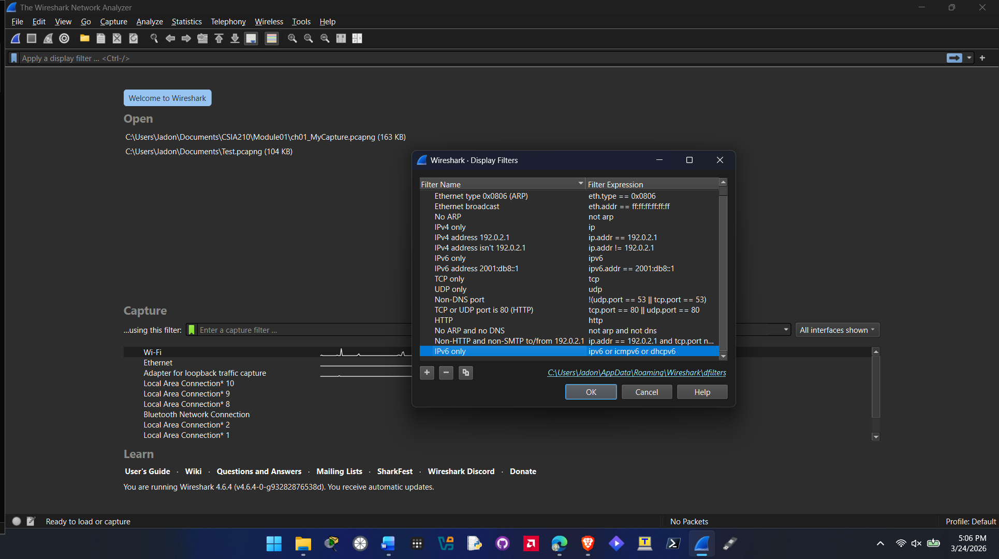 The Wireshark Network Analyzer
File Edit View Go Capture Analyze Statistics Telephony Wireless Tools Help
Apply a display filter ... <Ctrl-/>
Welcome to Wireshark
Open
C:\Users\Jadon\Documents\CSIA210\Module01\ch01_MyCapture.pcapng (163 KB)
C:\Users\Jadon\Documents\Test.pcapng (104 KB)
Wireshark · Display Filters
Filter Name Filter Expression
Ethernet type 0x0806 (ARP) eth.type == 0x0806
Ethernet broadcast eth.addr == ff:ff:ff:ff:ff:ff
No ARP not arp
IPv4 only ip
IPv4 address 192.0.2.1 ip.addr == 192.0.2.1
IPv4 address isn't 192.0.2.1 ip.addr != 192.0.2.1
IPv6 only ipv6
IPv6 address 2001:db8::1 ipv6.addr == 2001:db8::1
TCP only tcp
UDP only udp
Non-DNS port !(udp.port == 53 || tcp.port == 53)
TCP or UDP port is 80 (HTTP) tcp.port == 80 || udp.port == 80
HTTP http
No ARP and no DNS not arp and not dns
Non-HTTP and non-SMTP to/from 192.0.2.1 ip.addr == 192.0.2.1 and tcp.port n...
IPv6 only ipv6 or icmpv6 or dhcpv6
C:\Users\Jadon\AppData\Roaming\Wireshark\dfilters
OK Cancel Help
Capture
...using this filter: Enter a capture filter ... All interfaces shown
Wi-Fi
Ethernet
Adapter for loopback traffic capture
Local Area Connection* 10
Local Area Connection* 9
Local Area Connection* 8
Bluetooth Network Connection
Local Area Connection* 2
Local Area Connection* 1
Learn
User's Guide · Wiki · Questions and Answers · Mailing Lists · SharkFest · Wireshark Discord · Donate
You are running Wireshark 4.6.4 (v4.6.4-0-g93282876538d). You receive automatic updates.
Ready to load or capture No Packets Profile: Default
5:06 PM
3/24/2026